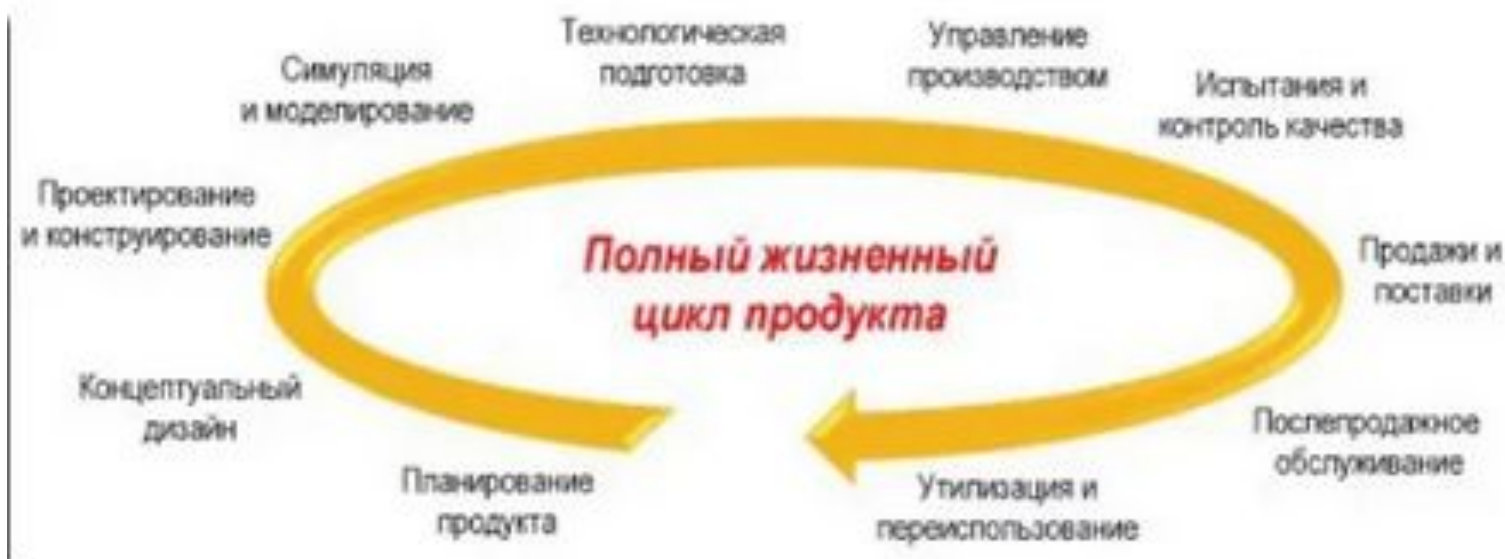 Технологическая
подготовка
Управление
производством
Симуляция
и моделирование
Испытания и
контроль качества
Проектирование
и конструирование
Полный жизненный
цикл продукта
Продажи и
поставки
Концептуальный
дизайн
Послепродажное
обслуживание
Планирование
продукта
Утилизация и
переиспользование